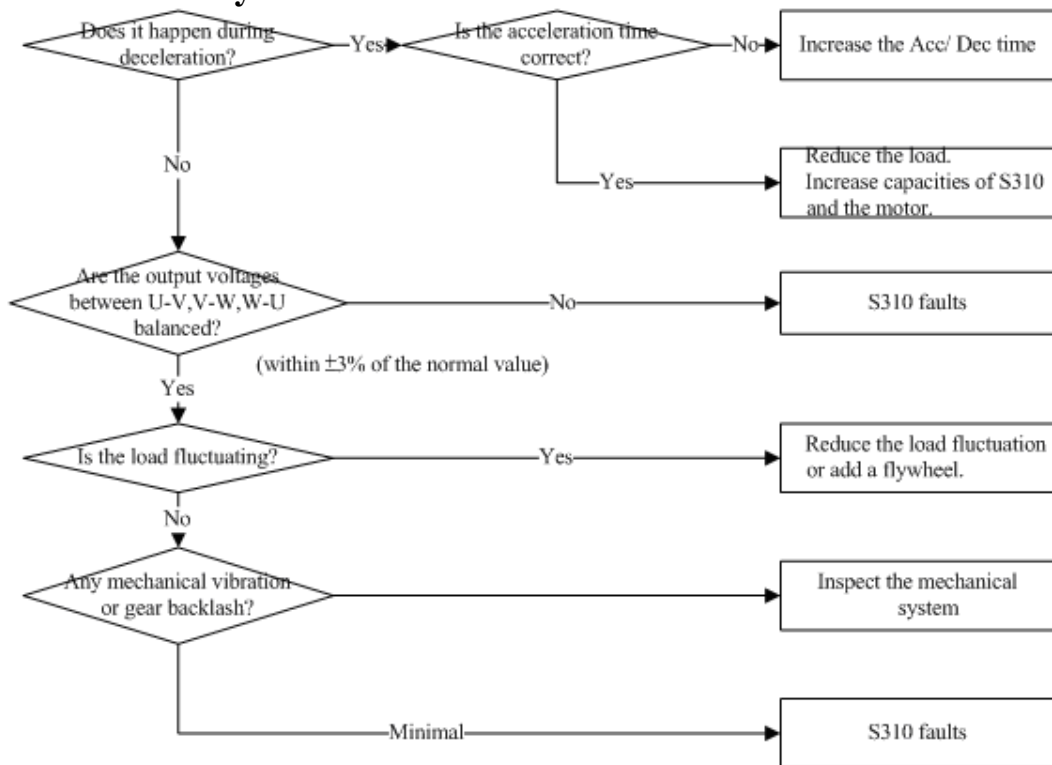 Does it happen during
deceleration?
Yes
Is the acceleration time
correct?
No
Increase the Acc/ Dec time
No
Yes
Reduce the load.
Increase capacities of S310
and the motor.
Are the output voltages
between U-V,V-W,W-U
balanced?
No
S310 faults
(within ±3% of the normal value)
Yes
Is the load fluctuating?
Yes
Reduce the load fluctuation
or add a flywheel.
No
Any mechanical vibration
or gear backlash?
Inspect the mechanical
system
Minimal
S310 faults